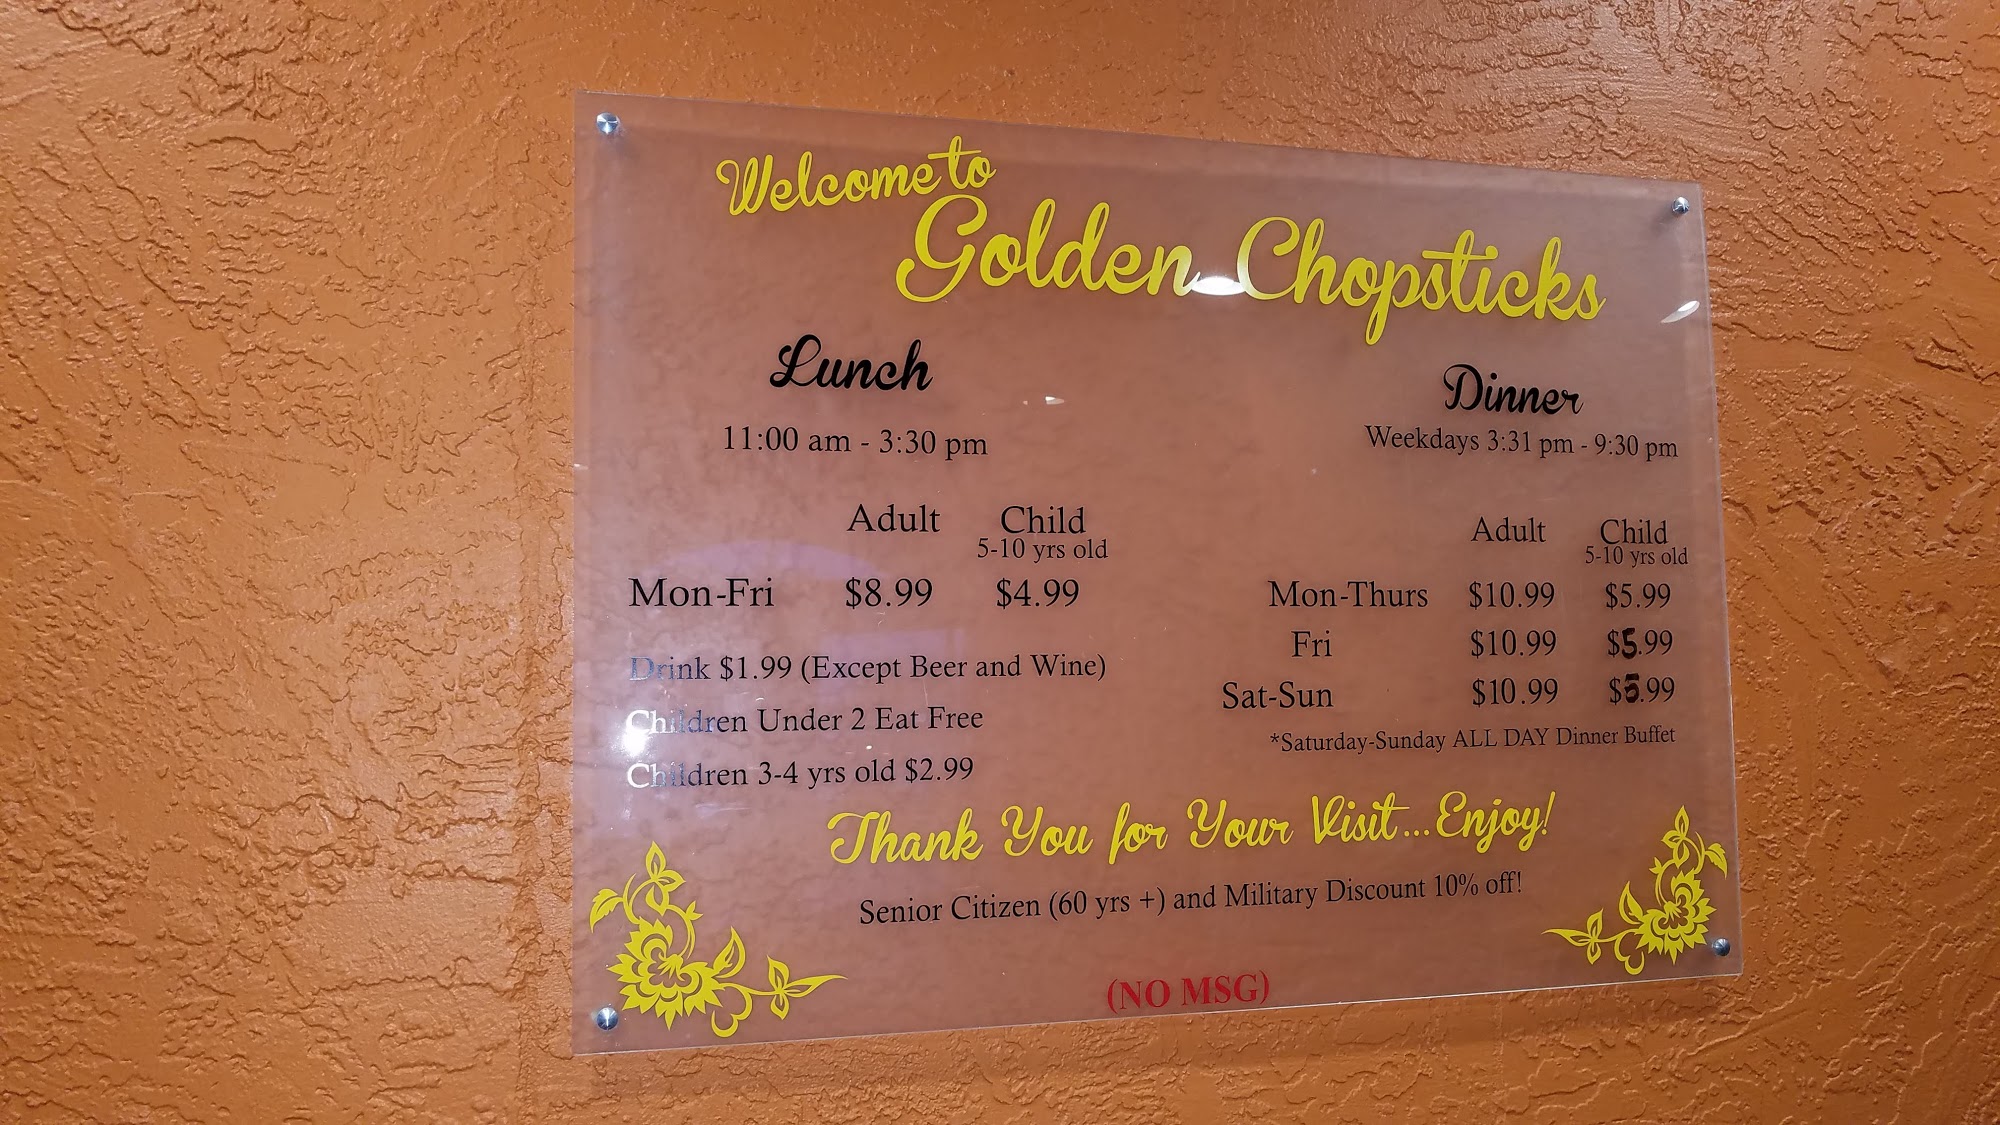 Welcome to
Golden Chopsticks
Lunch
11:00 am - 3:30 pm
Adult Child
5-10 yrs old
Mon-Fri $8.99 $4.99
Drink $1.99 (Except Beer and Wine)
Children Under 2 Eat Free
Children 3-4 yrs old $2.99
Dinner
Weekdays 3:31 pm - 9:30 pm
Adult Child
5-10 yrs old
Mon-Thurs $10.99 $5.99
Fri $10.99 $5.99
Sat-Sun $10.99 $5.99
*Saturday-Sunday ALL DAY Dinner Buffet
Thank You for Your Visit...Enjoy!
Senior Citizen (60 yrs +) and Military Discount 10% off!
(NO MSG)